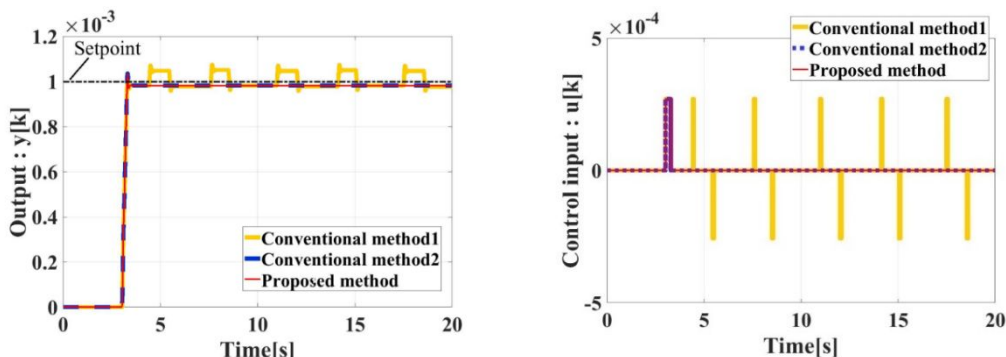 ×10⁻³
1.2
Setpoint
1
0.8
0.6
0.4
0.2
0
Output : y[k]
Conventional method1
Conventional method2
Proposed method
0 5 10 15 20
Time[s]
×10⁻⁴
5
0
-5
Control input : u[k]
Conventional method1
Conventional method2
Proposed method
0 5 10 15 20
Time[s]